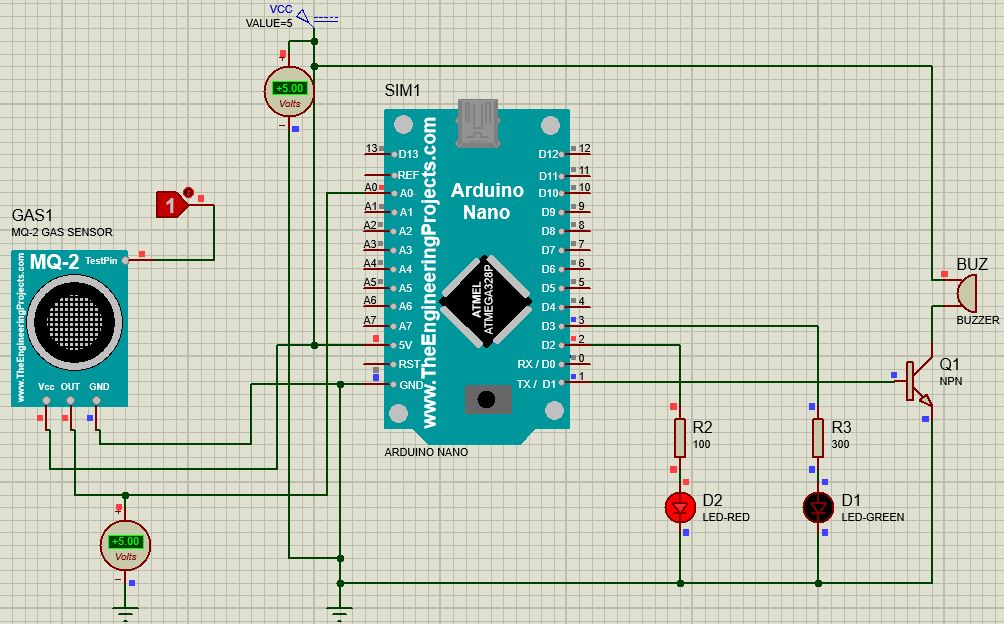 VCC
VALUE=5
+5.00
Volts
SIM1
www.TheEngineeringProjects.com
Arduino
Nano
ATMEL
ATMEGA328P
13
D13
REF
A0
A0
A1
A1
A2
A2
A3
A3
A4
A4
A5
A5
A6
A6
A7
A7
5V
RST
GND
D12
12
D11
11
D10
10
D9
9
D8
8
D7
7
D6
6
D5
5
D4
4
D3
3
D2
2
RX / D0
0
TX / D1
1
ARDUINO NANO
1
GAS1
MQ-2 GAS SENSOR
MQ-2
TestPin
www.TheEngineeringProjects.com
Vcc OUT GND
+5.00
Volts
BUZ
BUZZER
Q1
NPN
R2
100
R3
300
D2
LED-RED
D1
LED-GREEN